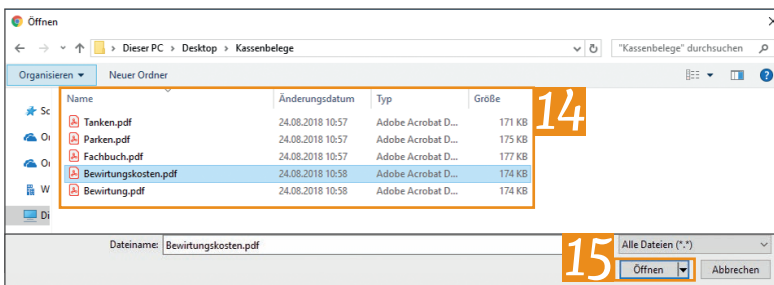 Öffnen
Dieser PC > Desktop > Kassenbelege
"Kassenbelege" durchsuchen
Organisieren Neuer Ordner
Name Änderungsdatum Typ Größe
14
Tanken.pdf 24.08.2018 10:57 Adobe Acrobat D... 171 KB
Parken.pdf 24.08.2018 10:57 Adobe Acrobat D... 175 KB
Fachbuch.pdf 24.08.2018 10:57 Adobe Acrobat D... 177 KB
Bewirtungskosten.pdf 24.08.2018 10:58 Adobe Acrobat D... 174 KB
Bewirtung.pdf 24.08.2018 10:58 Adobe Acrobat D... 174 KB
Sc
W
Di
Dateiname: Bewirtungskosten.pdf
Alle Dateien (*.*)
15
Öffnen Abbrechen